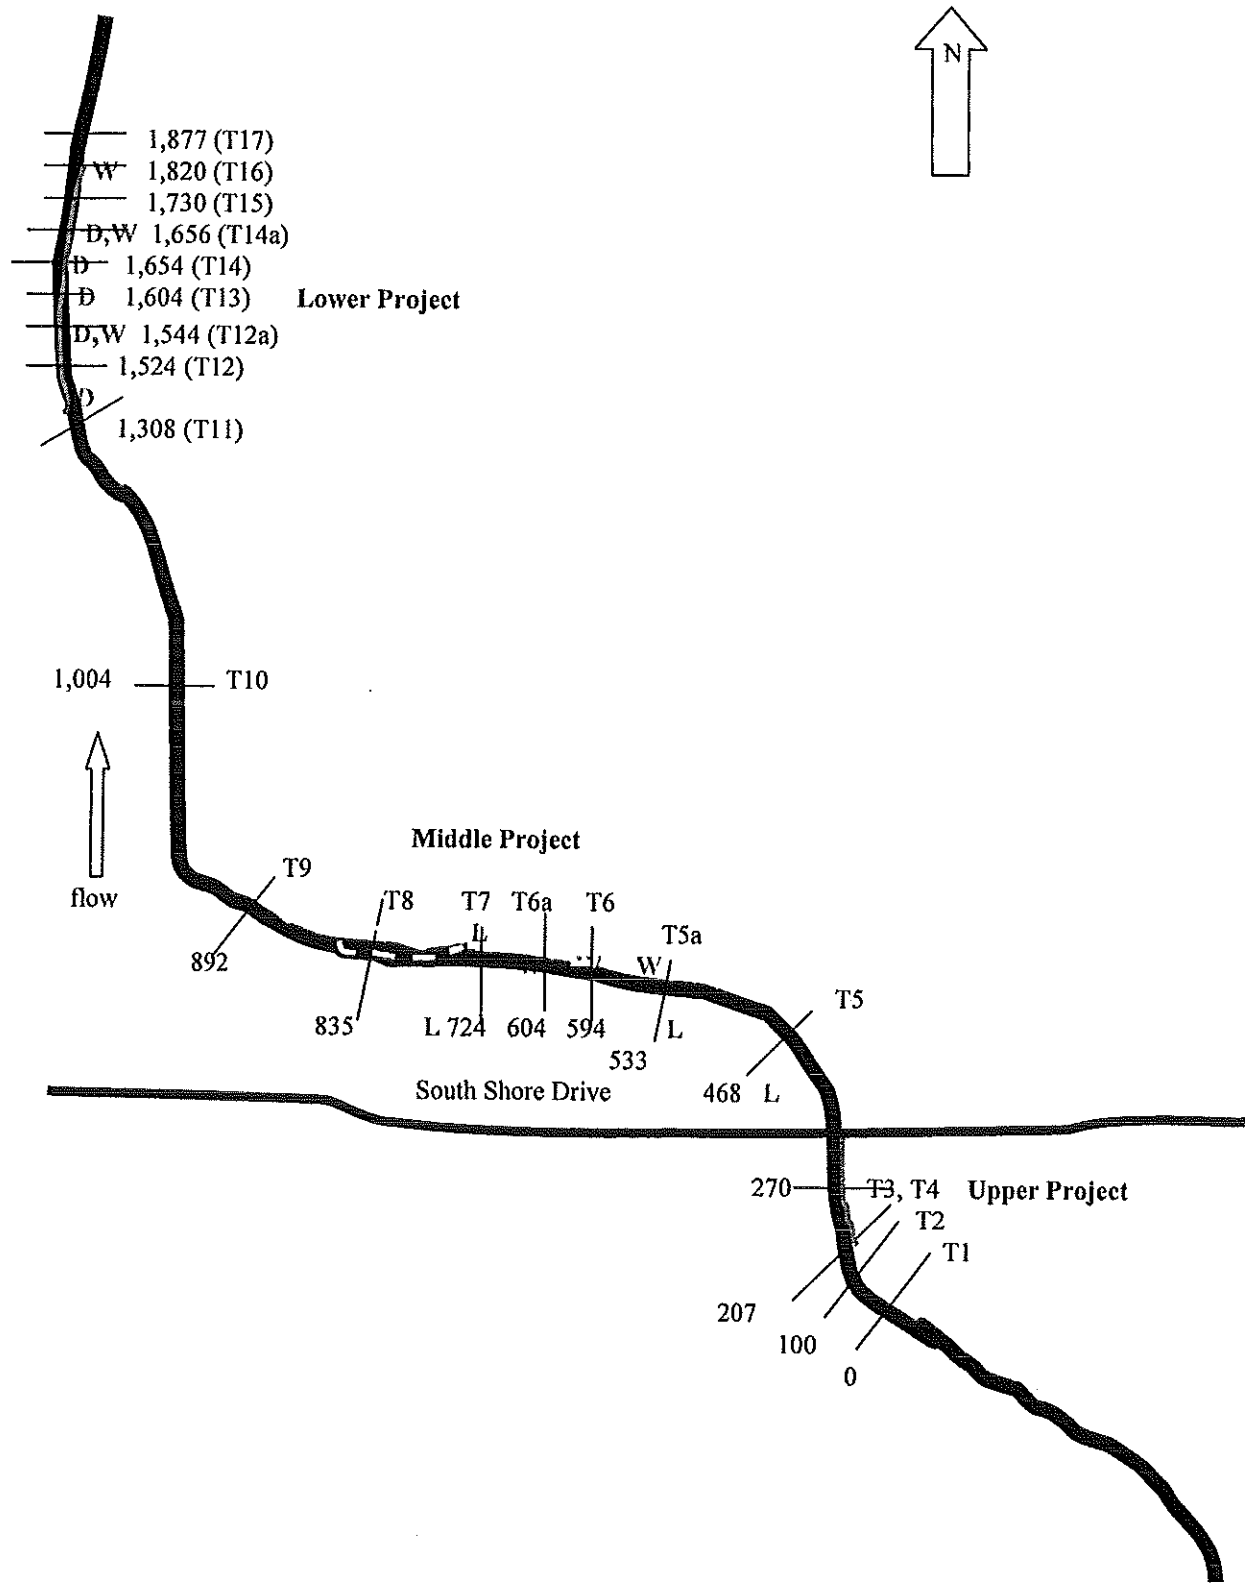 N
1,877 (T17)
W 1,820 (T16)
1,730 (T15)
D,W 1,656 (T14a)
D 1,654 (T14)
D 1,604 (T13) Lower Project
D,W 1,544 (T12a)
1,524 (T12)
D
1,308 (T11)
1,004 T10
flow
Middle Project
T9
T8 T7 T6a T6
L
T5a
W
892
T5
835 L 724 604 594 L
533
468 L
South Shore Drive
270 T3, T4 Upper Project
T2
T1
207
100
0